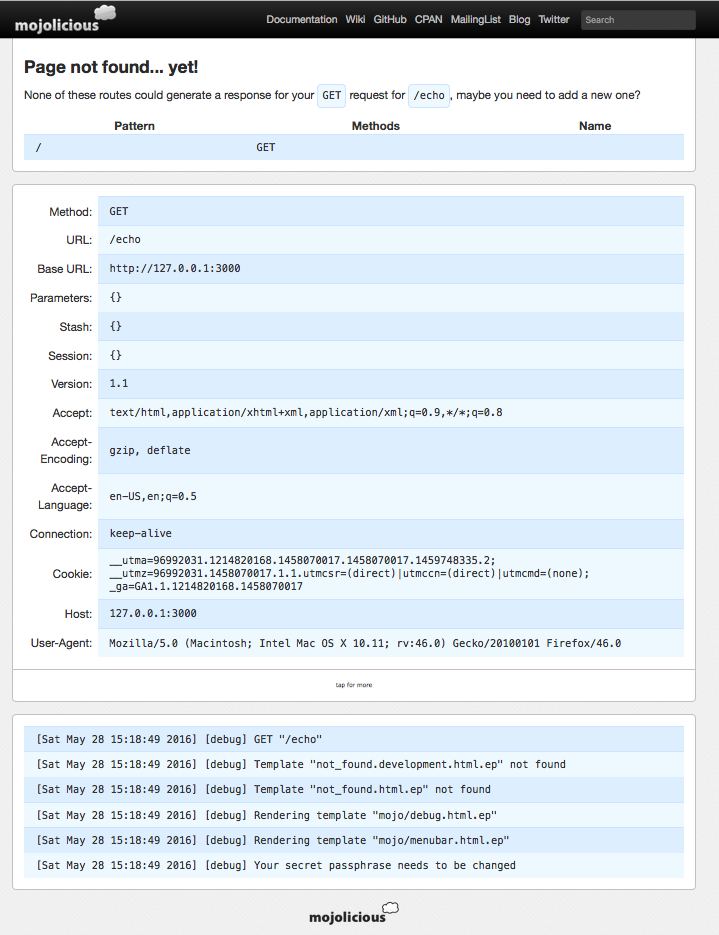 mojolicious
Documentation Wiki GitHub CPAN MailingList Blog Twitter Search
Page not found... yet!
None of these routes could generate a response for your GET request for /echo, maybe you need to add a new one?
Pattern Methods Name
/ GET
Method: GET
URL: /echo
Base URL: http://127.0.0.1:3000
Parameters: {}
Stash: {}
Session: {}
Version: 1.1
Accept: text/html,application/xhtml+xml,application/xml;q=0.9,*/*;q=0.8
Accept-
Encoding: gzip, deflate
Accept-
Language: en-US,en;q=0.5
Connection: keep-alive
__utma=96992031.1214820168.1458070017.1458070017.1459748335.2;
Cookie: __utmz=96992031.1458070017.1.1.utmcsr=(direct)|utmccn=(direct)|utmcmd=(none);
_ga=GA1.1.1214820168.1458070017
Host: 127.0.0.1:3000
User-Agent: Mozilla/5.0 (Macintosh; Intel Mac OS X 10.11; rv:46.0) Gecko/20100101 Firefox/46.0
tap for more
[Sat May 28 15:18:49 2016] [debug] GET "/echo"
[Sat May 28 15:18:49 2016] [debug] Template "not_found.development.html.ep" not found
[Sat May 28 15:18:49 2016] [debug] Template "not_found.html.ep" not found
[Sat May 28 15:18:49 2016] [debug] Rendering template "mojo/debug.html.ep"
[Sat May 28 15:18:49 2016] [debug] Rendering template "mojo/menubar.html.ep"
[Sat May 28 15:18:49 2016] [debug] Your secret passphrase needs to be changed
mojolicious